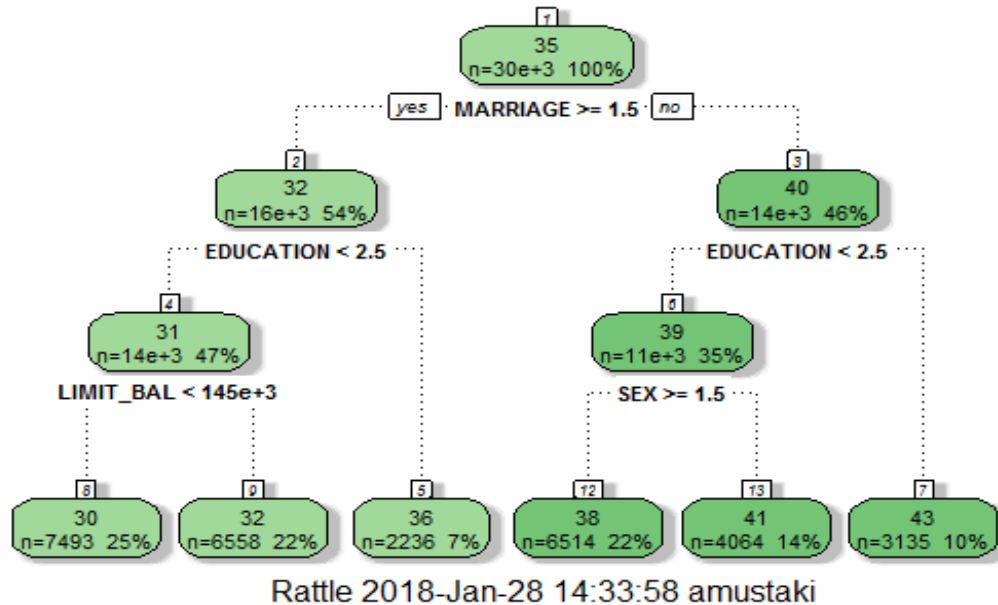 1
35
n=30e+3 100%
yes MARRIAGE >= 1.5 no
2 3
32 40
n=16e+3 54% n=14e+3 46%
EDUCATION < 2.5 EDUCATION < 2.5
4 6
31 39
n=14e+3 47% n=11e+3 35%
LIMIT_BAL < 145e+3 SEX >= 1.5
8 9 5 12 13 7
30 32 36 38 41 43
n=7493 25% n=6558 22% n=2236 7% n=6514 22% n=4064 14% n=3135 10%
Rattle 2018-Jan-28 14:33:58 amustaki